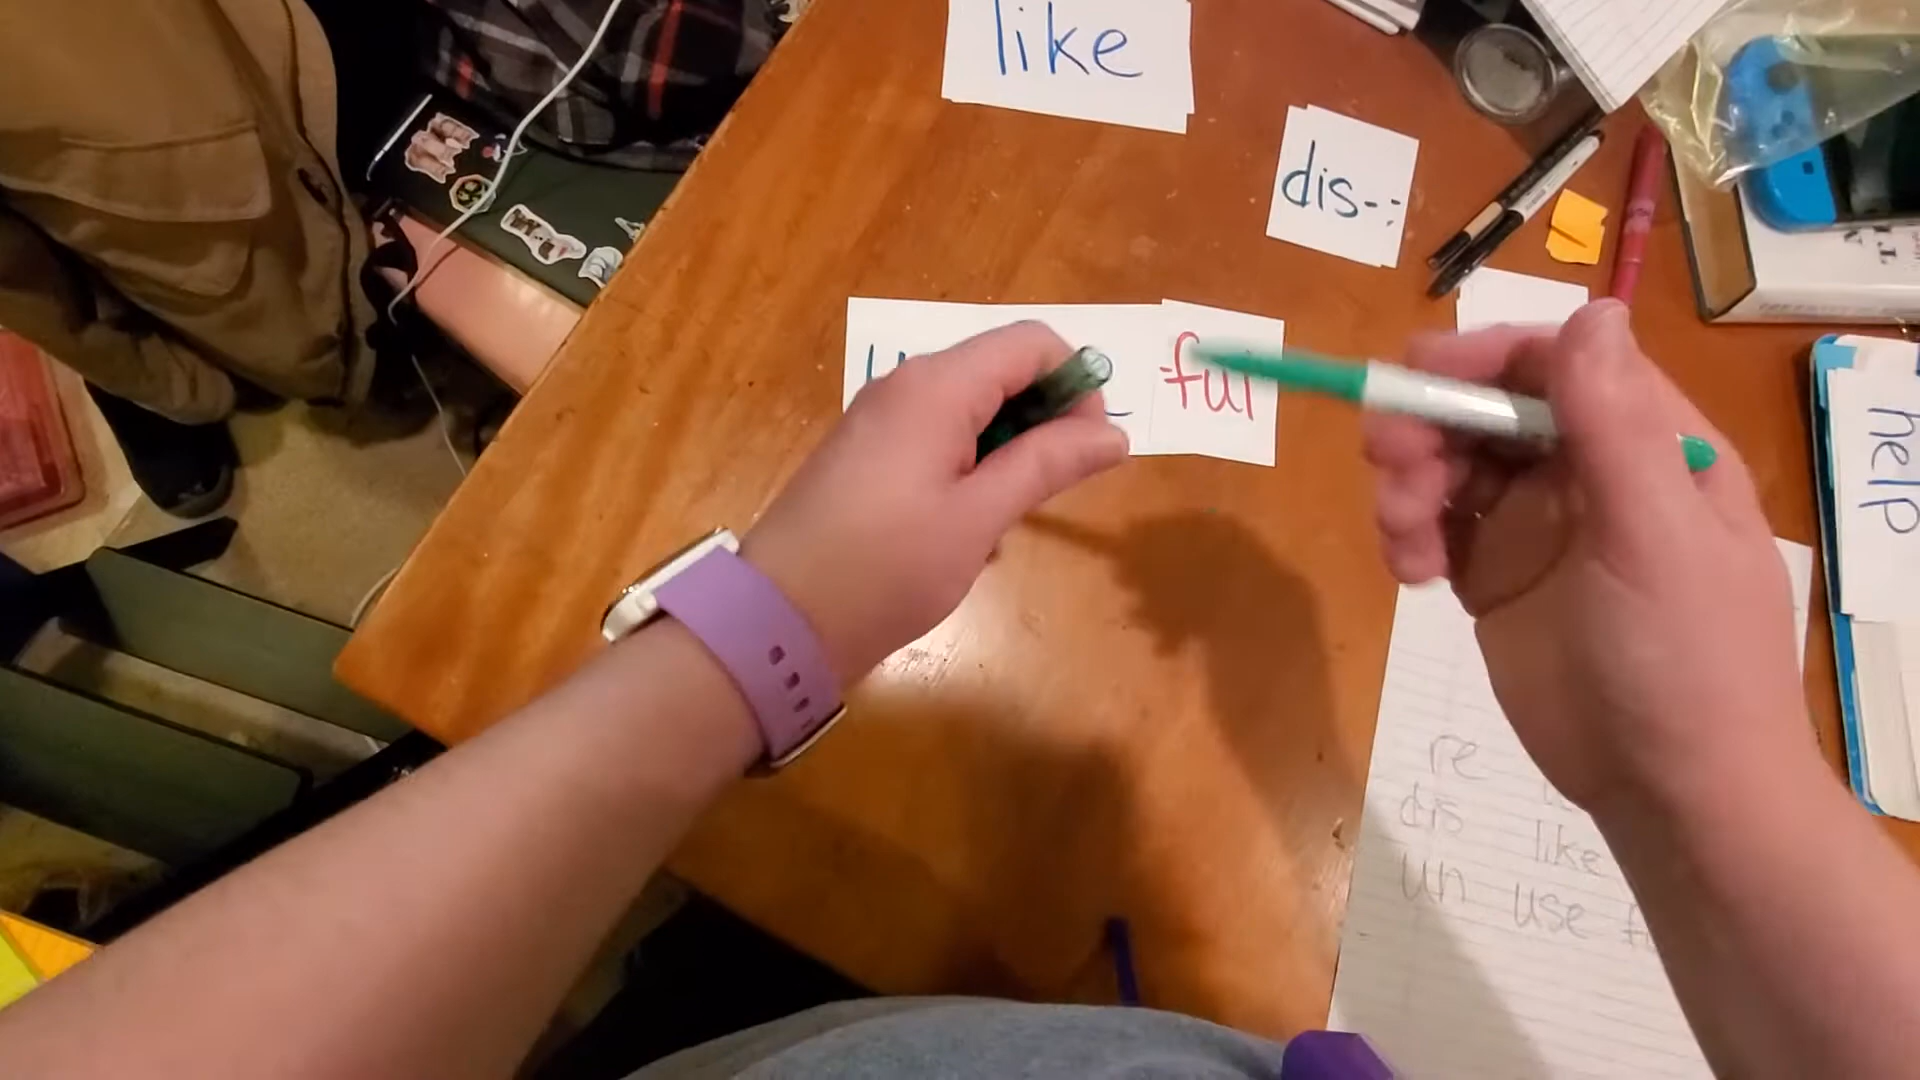 like
dis-:
-ful
help
re
dis like
un use